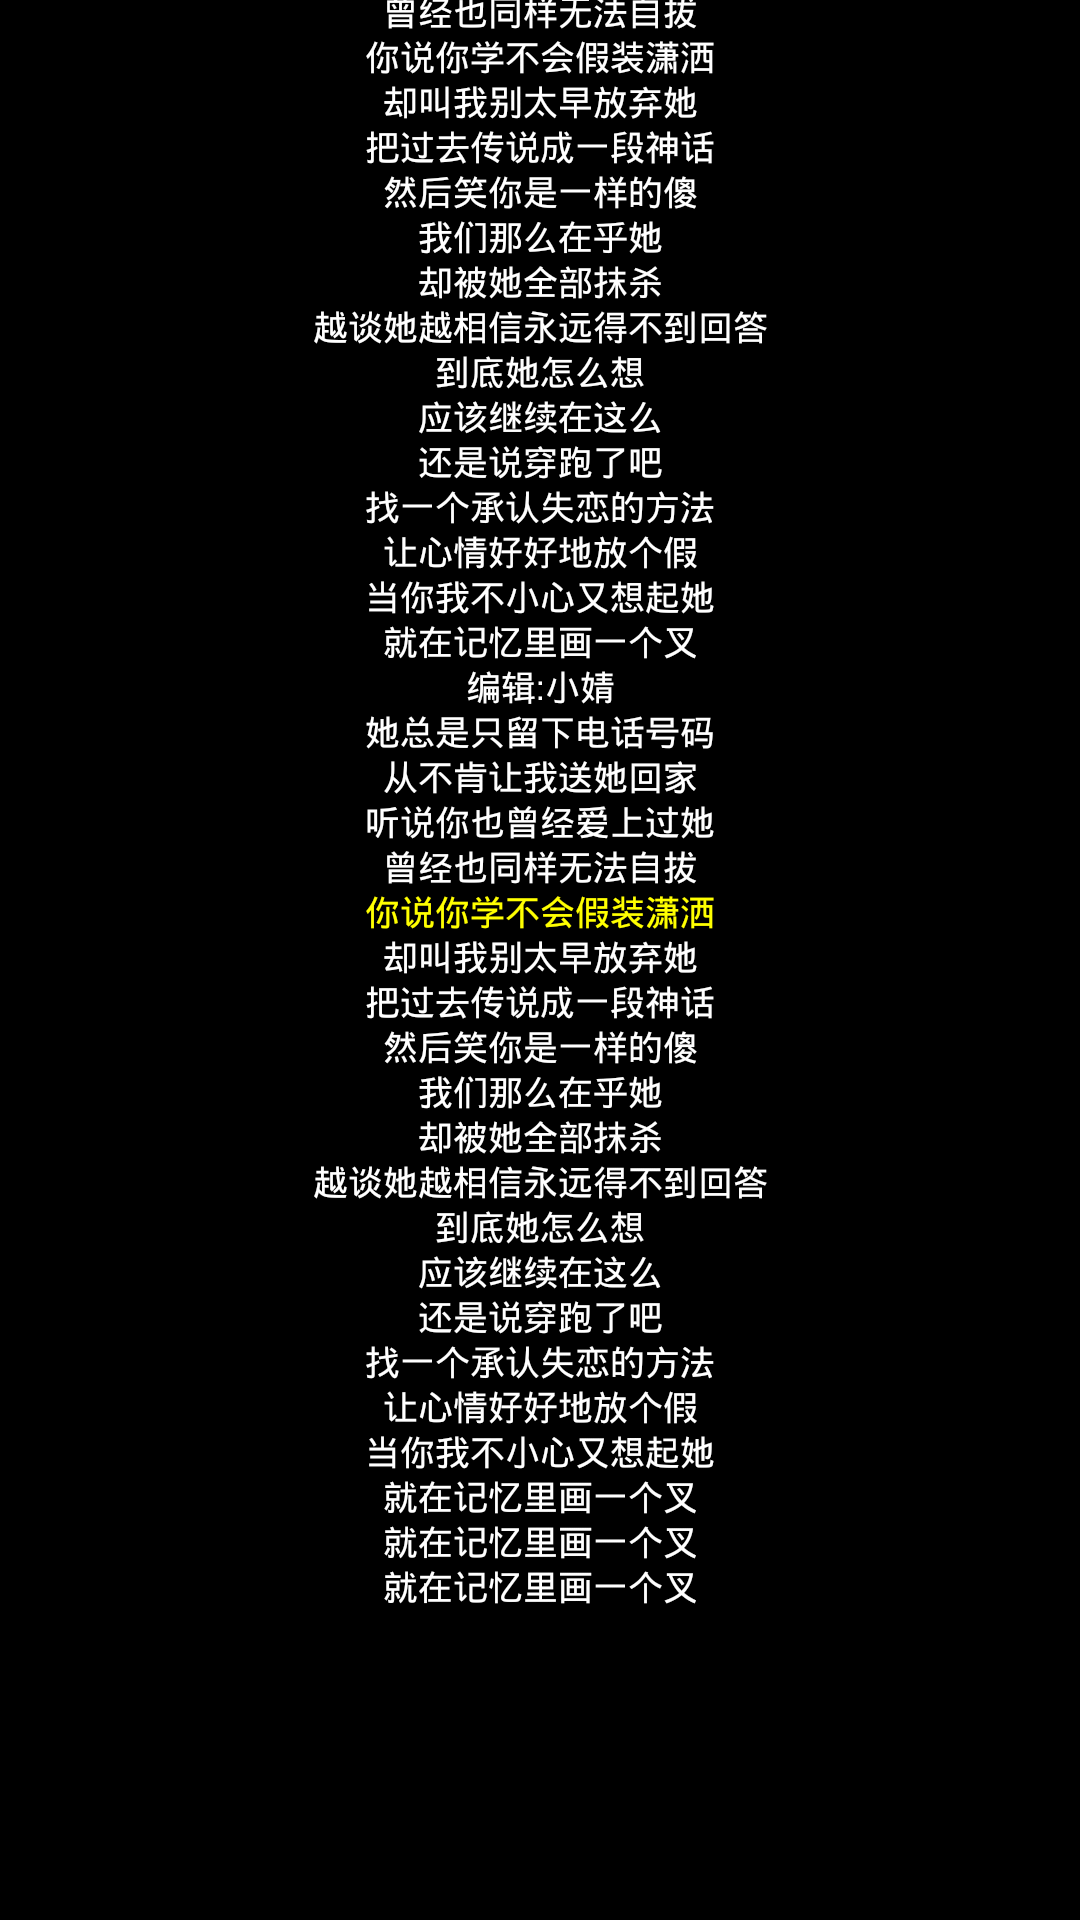 曾经也同样无法自拔
你说你学不会假装潇洒
却叫我别太早放弃她
把过去传说成一段神话
然后笑你是一样的傻
我们那么在乎她
却被她全部抹杀
越谈她越相信永远得不到回答
到底她怎么想
应该继续在这么
还是说穿跑了吧
找一个承认失恋的方法
让心情好好地放个假
当你我不小心又想起她
就在记忆里画一个叉
编辑:小婧
她总是只留下电话号码
从不肯让我送她回家
听说你也曾经爱上过她
曾经也同样无法自拔
你说你学不会假装潇洒
却叫我别太早放弃她
把过去传说成一段神话
然后笑你是一样的傻
我们那么在乎她
却被她全部抹杀
越谈她越相信永远得不到回答
到底她怎么想
应该继续在这么
还是说穿跑了吧
找一个承认失恋的方法
让心情好好地放个假
当你我不小心又想起她
就在记忆里画一个叉
就在记忆里画一个叉
就在记忆里画一个叉